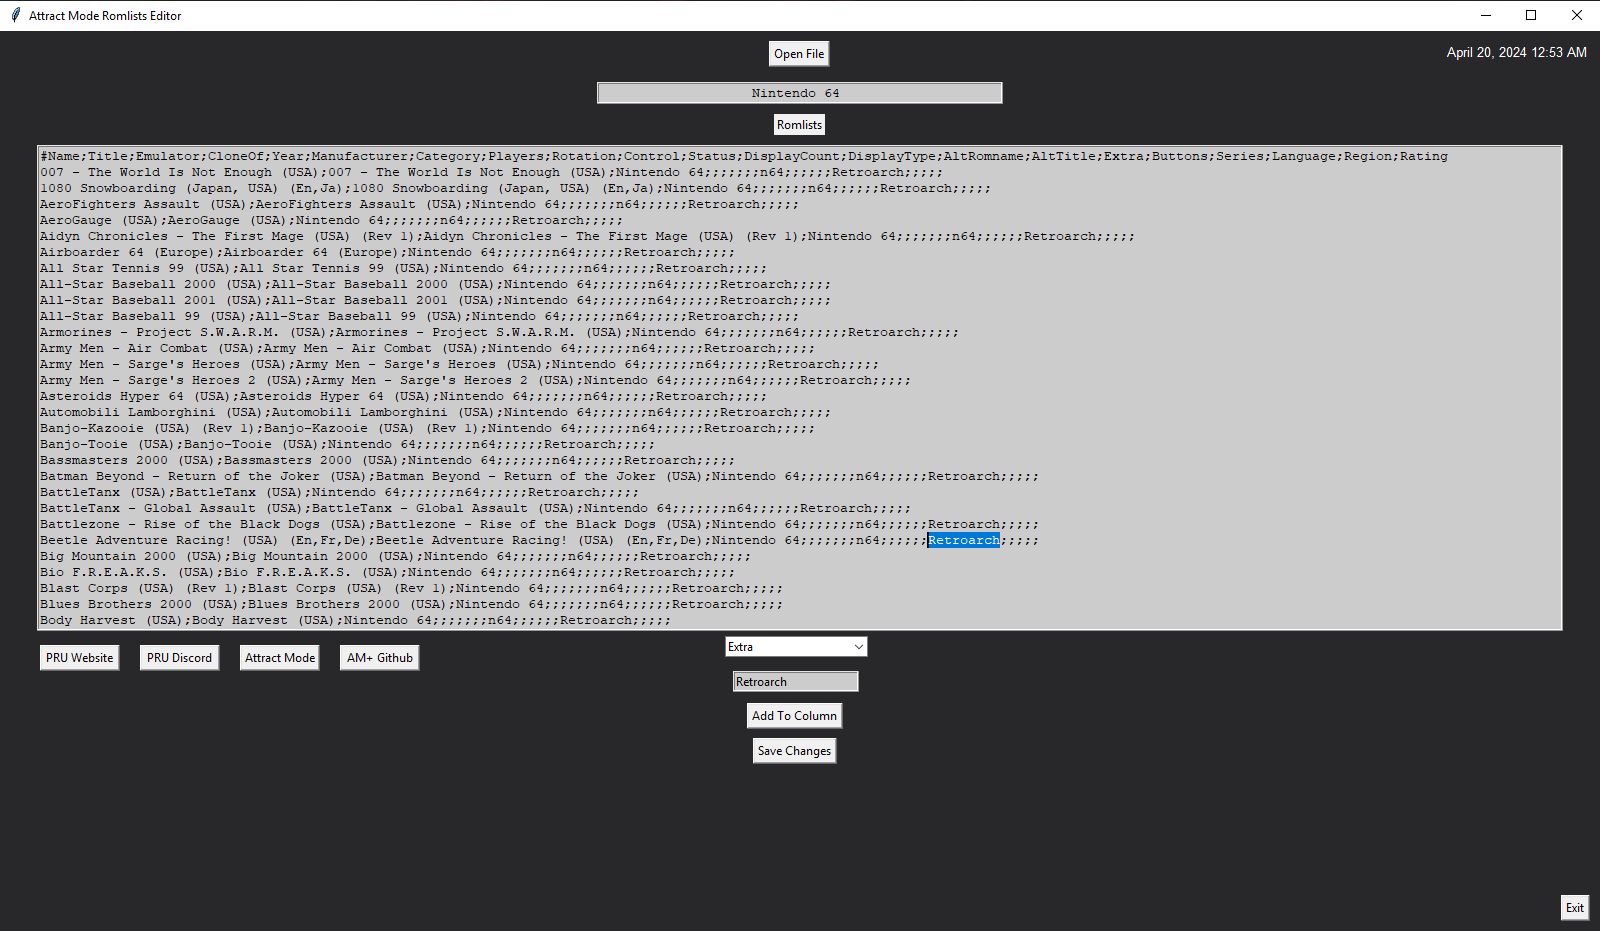 Attract Mode Romlists Editor
Open File
April 20, 2024 12:53 AM
Nintendo 64
Romlists
#Name;Title;Emulator;CloneOf;Year;Manufacturer;Category;Players;Rotation;Control;Status;DisplayCount;DisplayType;AltRomname;AltTitle;Extra;Buttons;Series;Language;Region;Rating
007 - The World Is Not Enough (USA);007 - The World Is Not Enough (USA);Nintendo 64;;;;;;;n64;;;;;;Retroarch;;;;;
1080 Snowboarding (Japan, USA) (En,Ja);1080 Snowboarding (Japan, USA) (En,Ja);Nintendo 64;;;;;;;n64;;;;;;Retroarch;;;;;
AeroFighters Assault (USA);AeroFighters Assault (USA);Nintendo 64;;;;;;;n64;;;;;;Retroarch;;;;;
AeroGauge (USA);AeroGauge (USA);Nintendo 64;;;;;;;n64;;;;;;Retroarch;;;;;
Aidyn Chronicles - The First Mage (USA) (Rev 1);Aidyn Chronicles - The First Mage (USA) (Rev 1);Nintendo 64;;;;;;;n64;;;;;;Retroarch;;;;;
Airboarder 64 (Europe);Airboarder 64 (Europe);Nintendo 64;;;;;;;n64;;;;;;Retroarch;;;;;
All Star Tennis 99 (USA);All Star Tennis 99 (USA);Nintendo 64;;;;;;;n64;;;;;;Retroarch;;;;;
All-Star Baseball 2000 (USA);All-Star Baseball 2000 (USA);Nintendo 64;;;;;;;n64;;;;;;Retroarch;;;;;
All-Star Baseball 2001 (USA);All-Star Baseball 2001 (USA);Nintendo 64;;;;;;;n64;;;;;;Retroarch;;;;;
All-Star Baseball 99 (USA);All-Star Baseball 99 (USA);Nintendo 64;;;;;;;n64;;;;;;Retroarch;;;;;
Armorines - Project S.W.A.R.M. (USA);Armorines - Project S.W.A.R.M. (USA);Nintendo 64;;;;;;;n64;;;;;;Retroarch;;;;;
Army Men - Air Combat (USA);Army Men - Air Combat (USA);Nintendo 64;;;;;;;n64;;;;;;Retroarch;;;;;
Army Men - Sarge's Heroes (USA);Army Men - Sarge's Heroes (USA);Nintendo 64;;;;;;;n64;;;;;;Retroarch;;;;;
Army Men - Sarge's Heroes 2 (USA);Army Men - Sarge's Heroes 2 (USA);Nintendo 64;;;;;;;n64;;;;;;Retroarch;;;;;
Asteroids Hyper 64 (USA);Asteroids Hyper 64 (USA);Nintendo 64;;;;;;;n64;;;;;;Retroarch;;;;;
Automobili Lamborghini (USA);Automobili Lamborghini (USA);Nintendo 64;;;;;;;n64;;;;;;Retroarch;;;;;
Banjo-Kazooie (USA) (Rev 1);Banjo-Kazooie (USA) (Rev 1);Nintendo 64;;;;;;;n64;;;;;;Retroarch;;;;;
Banjo-Tooie (USA);Banjo-Tooie (USA);Nintendo 64;;;;;;;n64;;;;;;Retroarch;;;;;
Bassmasters 2000 (USA);Bassmasters 2000 (USA);Nintendo 64;;;;;;;n64;;;;;;Retroarch;;;;;
Batman Beyond - Return of the Joker (USA);Batman Beyond - Return of the Joker (USA);Nintendo 64;;;;;;;n64;;;;;;Retroarch;;;;;
BattleTanx (USA);BattleTanx (USA);Nintendo 64;;;;;;;n64;;;;;;Retroarch;;;;;
BattleTanx - Global Assault (USA);BattleTanx - Global Assault (USA);Nintendo 64;;;;;;;n64;;;;;;Retroarch;;;;;
Battlezone - Rise of the Black Dogs (USA);Battlezone - Rise of the Black Dogs (USA);Nintendo 64;;;;;;;n64;;;;;;Retroarch;;;;;
Beetle Adventure Racing! (USA) (En,Fr,De);Beetle Adventure Racing! (USA) (En,Fr,De);Nintendo 64;;;;;;;n64;;;;;;Retroarch;;;;;
Big Mountain 2000 (USA);Big Mountain 2000 (USA);Nintendo 64;;;;;;;n64;;;;;;Retroarch;;;;;
Bio F.R.E.A.K.S. (USA);Bio F.R.E.A.K.S. (USA);Nintendo 64;;;;;;;n64;;;;;;Retroarch;;;;;
Blast Corps (USA) (Rev 1);Blast Corps (USA) (Rev 1);Nintendo 64;;;;;;;n64;;;;;;Retroarch;;;;;
Blues Brothers 2000 (USA);Blues Brothers 2000 (USA);Nintendo 64;;;;;;;n64;;;;;;Retroarch;;;;;
Body Harvest (USA);Body Harvest (USA);Nintendo 64;;;;;;;n64;;;;;;Retroarch;;;;;
PRU Website PRU Discord Attract Mode AM+ Github
Extra
Retroarch
Add To Column
Save Changes
Exit